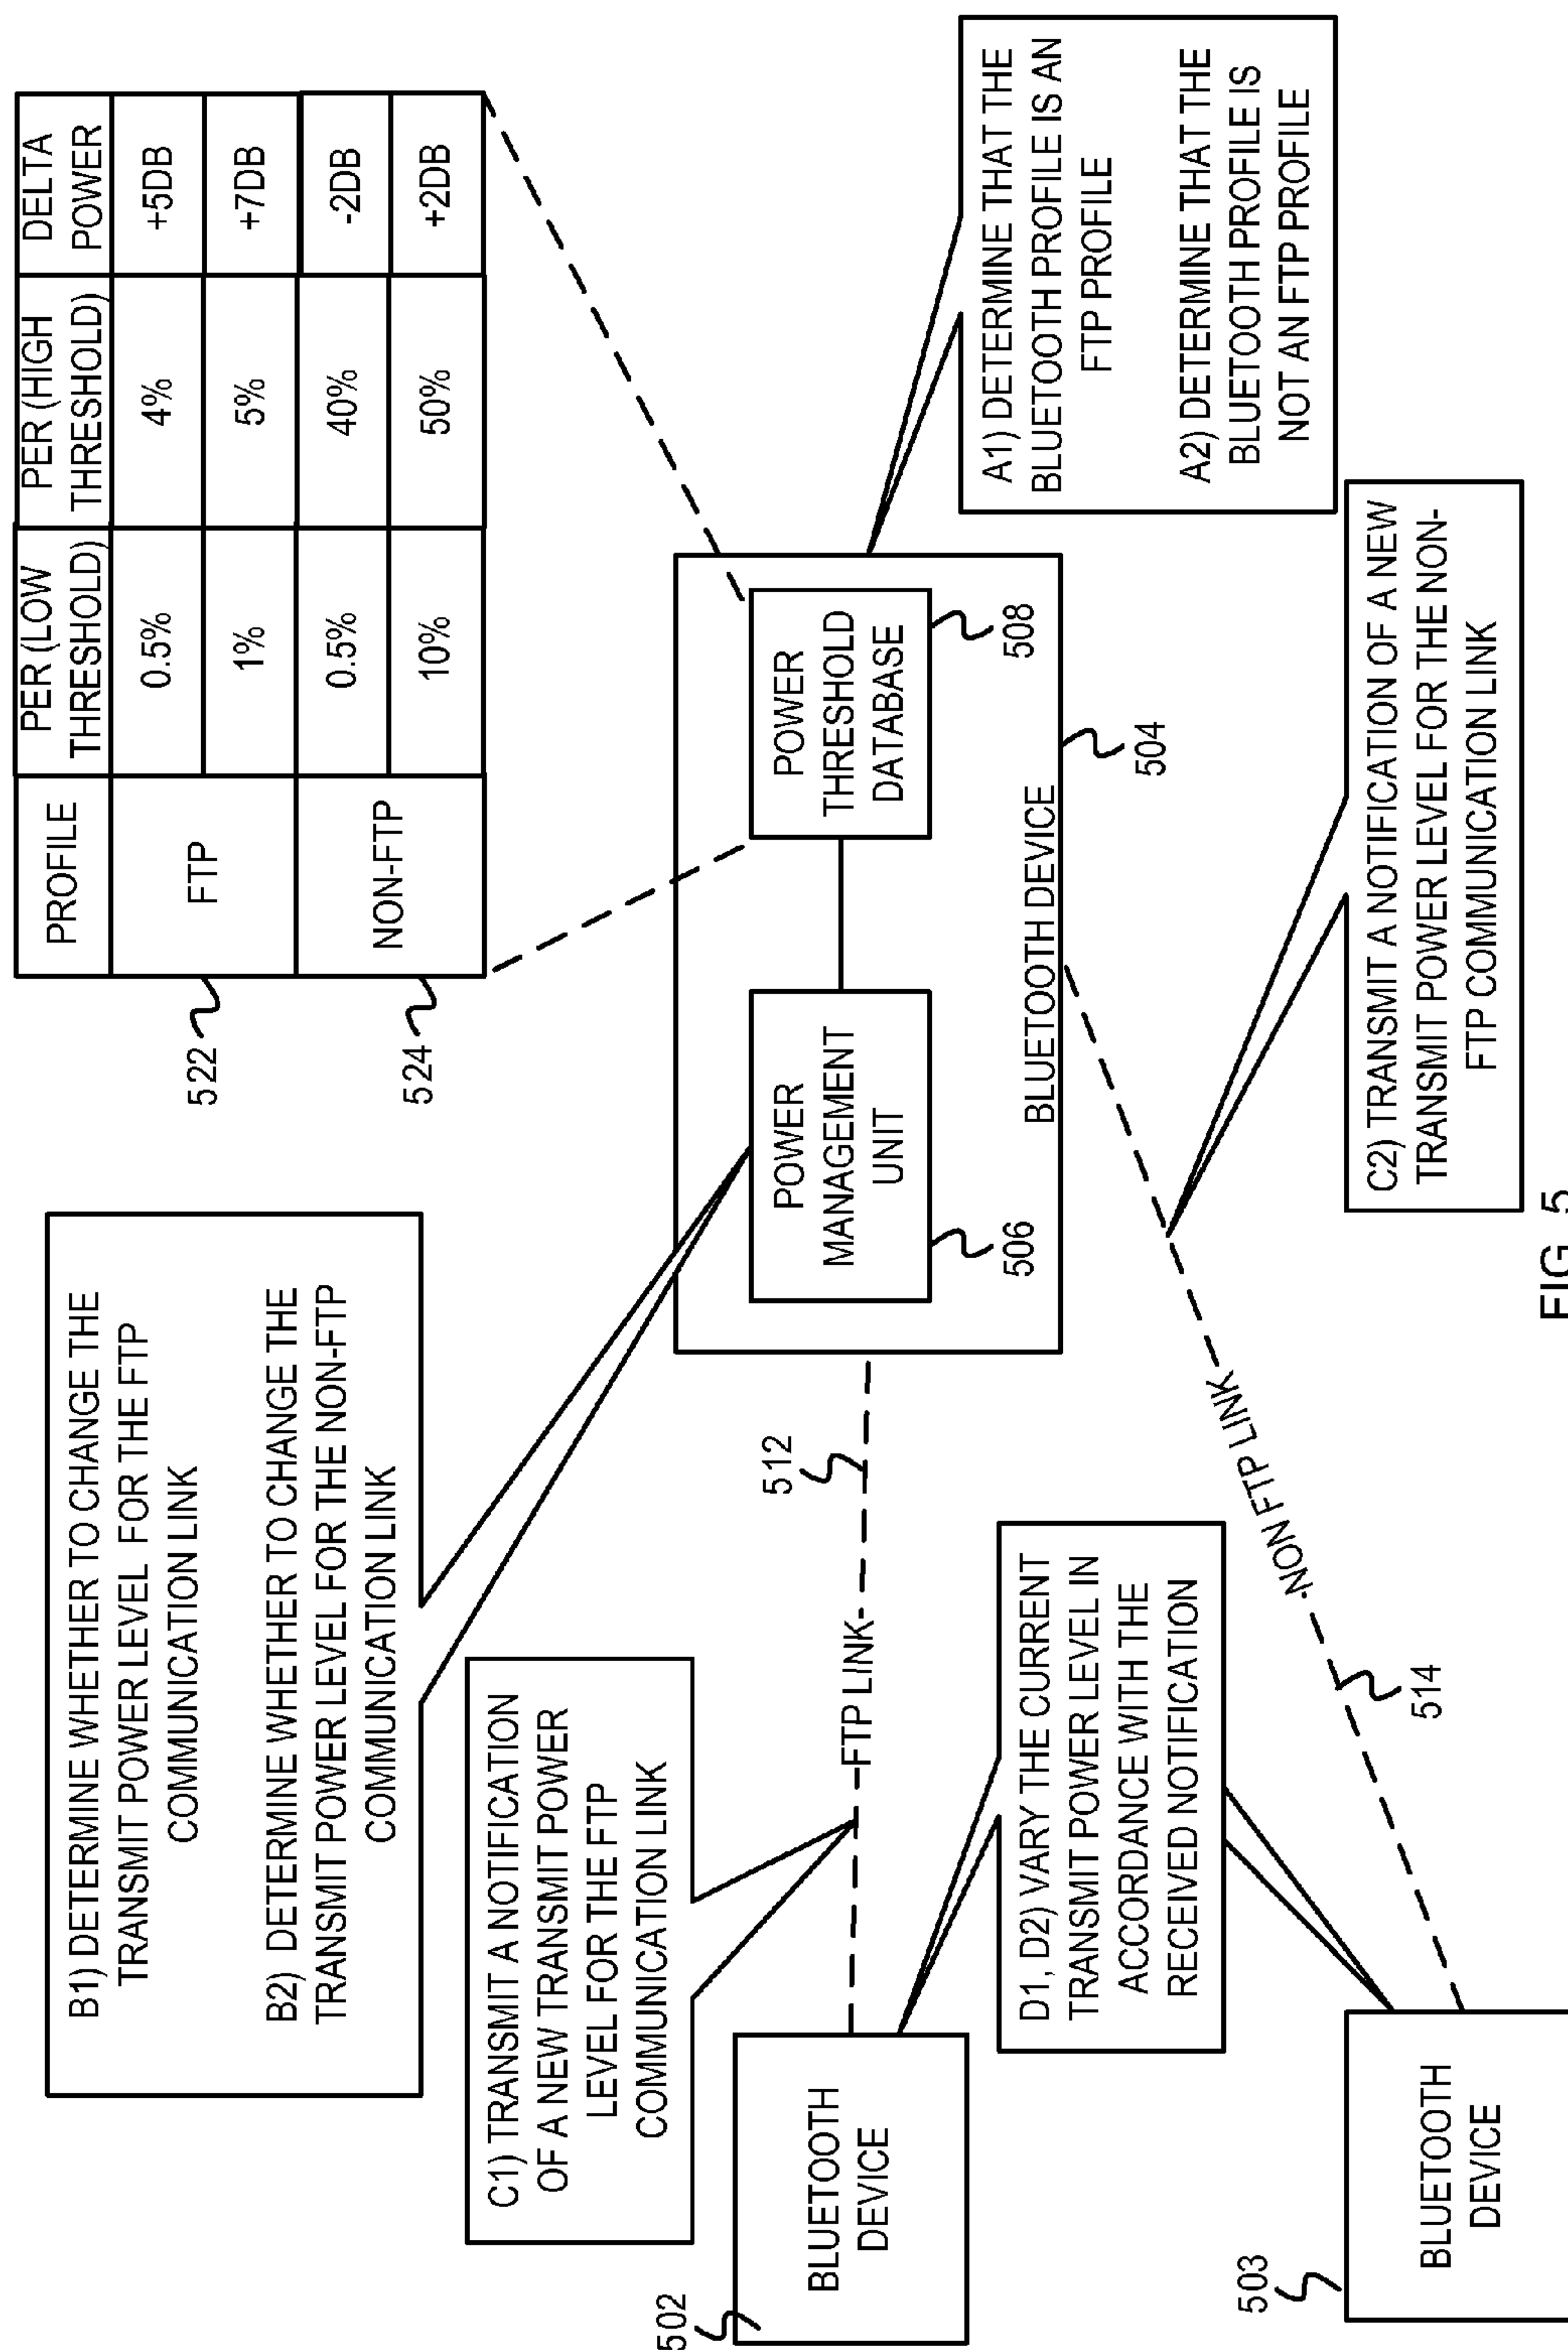 PROFILE
PER (LOW
THRESHOLD)
PER (HIGH
THRESHOLD)
DELTA
POWER
FTP
0.5%
4%
+5DB
1%
5%
+7DB
NON-FTP
0.5%
40%
-2DB
10%
50%
+2DB
522
524
B1) DETERMINE WHETHER TO CHANGE THE
TRANSMIT POWER LEVEL FOR THE FTP
COMMUNICATION LINK
B2) DETERMINE WHETHER TO CHANGE THE
TRANSMIT POWER LEVEL FOR THE NON-FTP
COMMUNICATION LINK
C1) TRANSMIT A NOTIFICATION
OF A NEW TRANSMIT POWER
LEVEL FOR THE FTP
COMMUNICATION LINK
502
BLUETOOTH
DEVICE
FTP LINK
512
POWER
MANAGEMENT
UNIT
506
POWER
THRESHOLD
DATABASE
508
BLUETOOTH DEVICE
504
A1) DETERMINE THAT THE
BLUETOOTH PROFILE IS AN
FTP PROFILE
A2) DETERMINE THAT THE
BLUETOOTH PROFILE IS
NOT AN FTP PROFILE
D1, D2) VARY THE CURRENT
TRANSMIT POWER LEVEL IN
ACCORDANCE WITH THE
RECEIVED NOTIFICATION
NON FTP LINK
514
503
BLUETOOTH
DEVICE
C2) TRANSMIT A NOTIFICATION OF A NEW
TRANSMIT POWER LEVEL FOR THE NON-
FTP COMMUNICATION LINK
FIG. 5